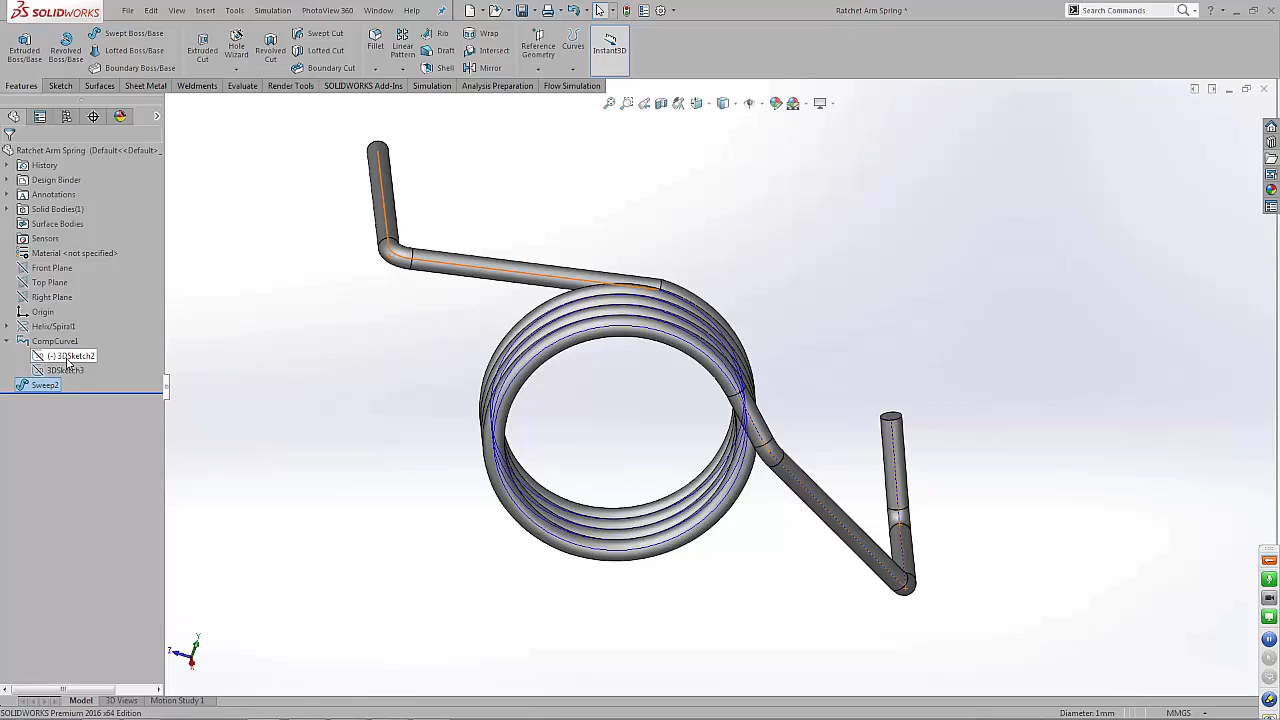 SOLIDWORKS File Edit View Insert Tools Simulation PhotoView 360 Window Help Ratchet Arm Spring * Search Commands
Extruded Boss/Base
Revolved Boss/Base
Swept Boss/Base
Lofted Boss/Base
Boundary Boss/Base
Extruded Cut
Hole Wizard
Revolved Cut
Swept Cut
Lofted Cut
Boundary Cut
Fillet
Linear Pattern
Rib
Draft
Shell
Wrap
Intersect
Mirror
Reference Geometry
Curves
Instant3D
Features Sketch Surfaces Sheet Metal Weldments Evaluate Render Tools SOLIDWORKS Add-Ins Simulation Analysis Preparation Flow Simulation
Ratchet Arm Spring (Default<<Default>_
History
Design Binder
Annotations
Solid Bodies(1)
Surface Bodies
Sensors
Material <not specified>
Front Plane
Top Plane
Right Plane
Origin
Helix/Spiral1
CompCurve1
(-) 3DSketch2
3DSketch3
Sweep2
Y
Z
X
Model 3D Views Motion Study 1
SOLIDWORKS Premium 2016 x64 Edition Diameter: 1mm MMGS